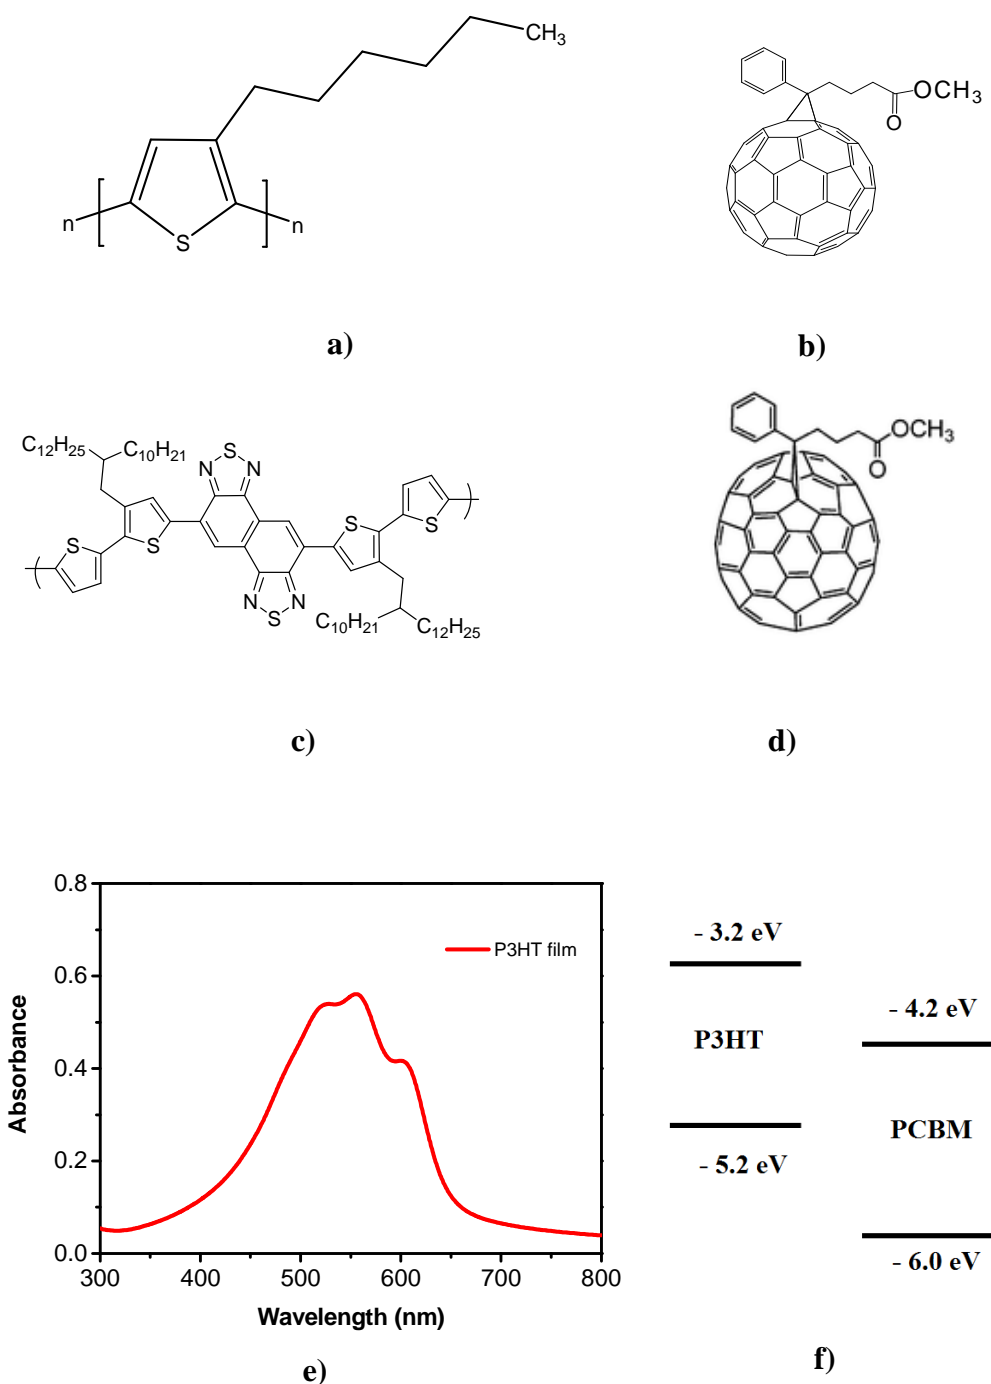 CH3
n
n
S
a)
OCH3
O
b)
C12H25
C10H21
S
N
N
S
S
S
S
N
N
S
C10H21
C12H25
c)
OCH3
O
d)
0.8
0.6
0.4
0.2
0.0
Absorbance
P3HT film
300 400 500 600 700 800
Wavelength (nm)
e)
- 3.2 eV
- 4.2 eV
P3HT
PCBM
- 5.2 eV
- 6.0 eV
f)